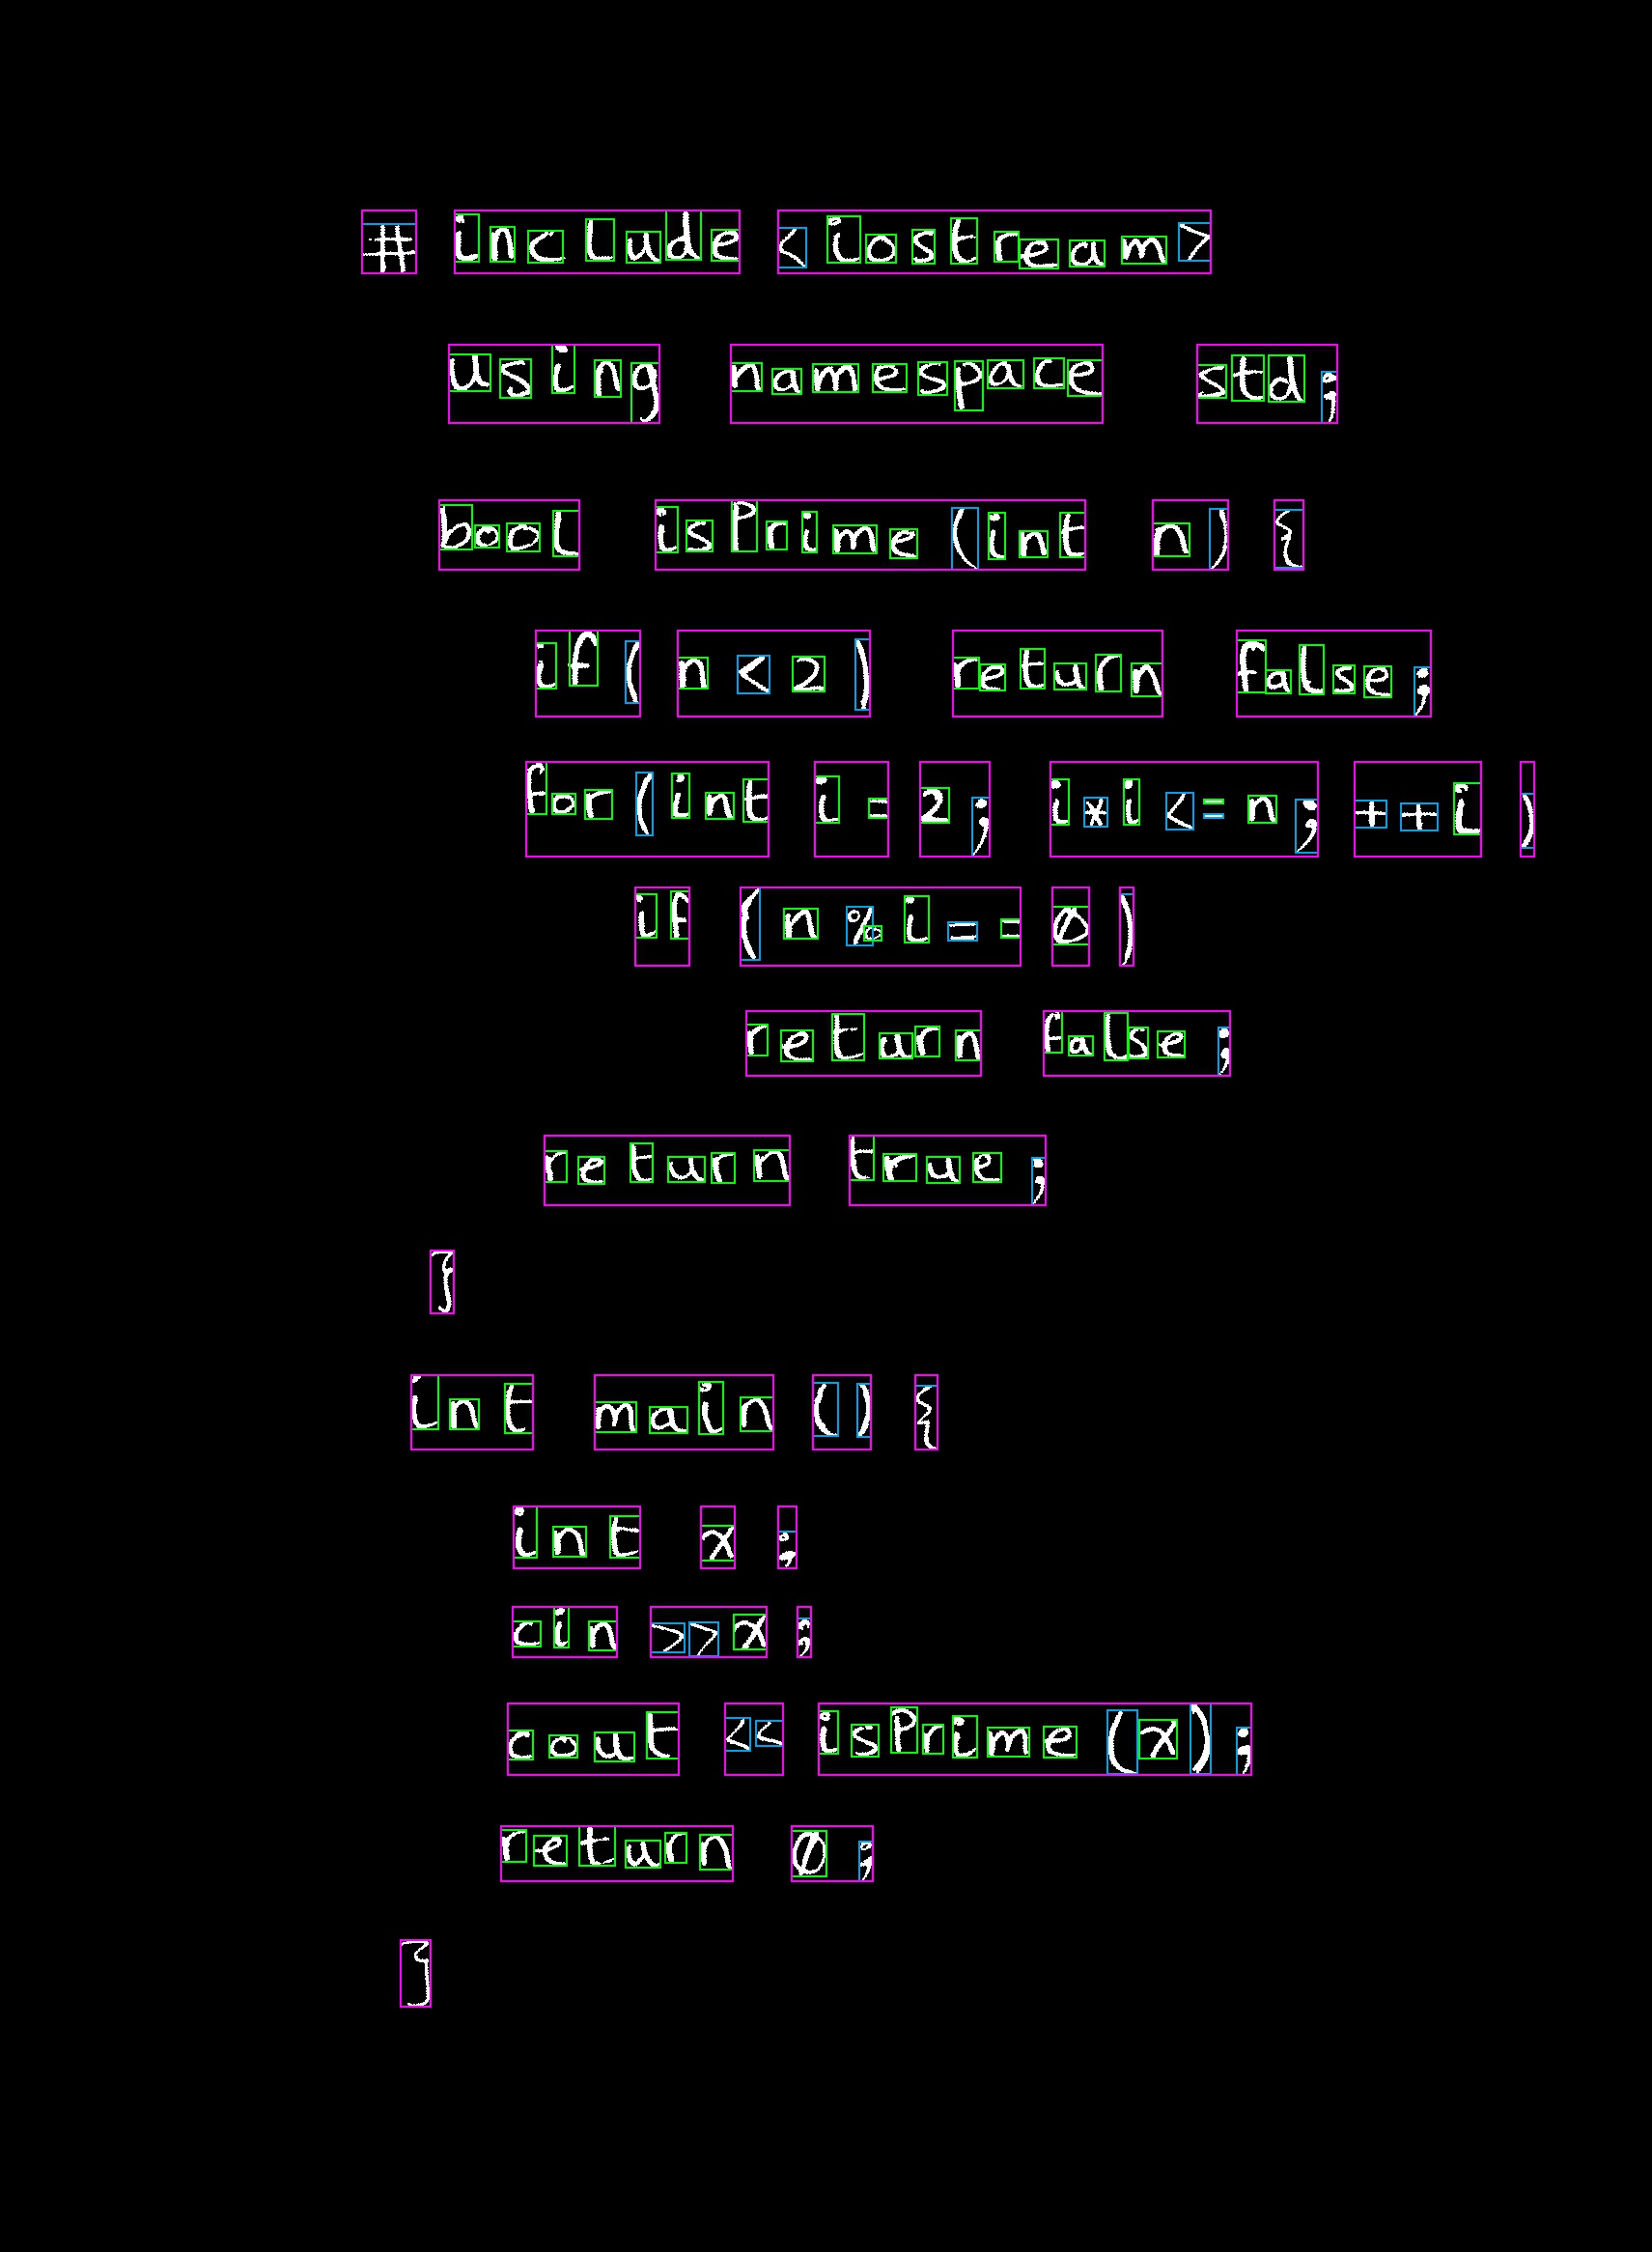 # include <iostream>
using namespace std;
bool isPrime (int n) {
if ( n < 2 ) return false;
for (int i = 2; i*i <= n; ++i )
if ( n % i == 0 )
return false;
return true;
}
int main () {
int x ;
cin >>x ;
cout << isPrime (x);
return 0 ;
}